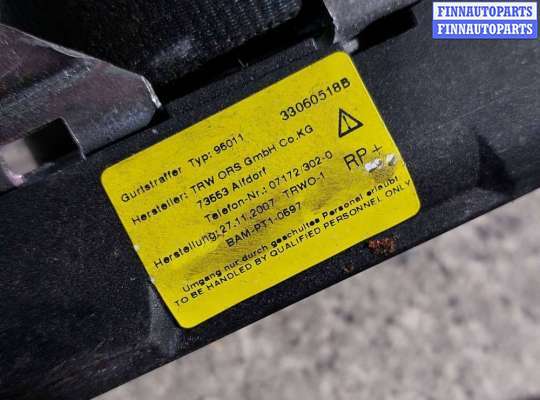 FINNAUTOPARTS
FINNAUTOPARTS
Gurtstraffer Typ: 96011 33060518B
Hersteller: TRW ORS GmbH Co.KG
73553 Alfdorf
Telefon-Nr.: 07172/302-0
Herstellung: 27.11.2007 TRWO-1
BAM-PT1-0697
RP +
Umgang nur durch geschultes Personal erlaubt
TO BE HANDLED BY QUALIFIED PERSONNEL ONLY